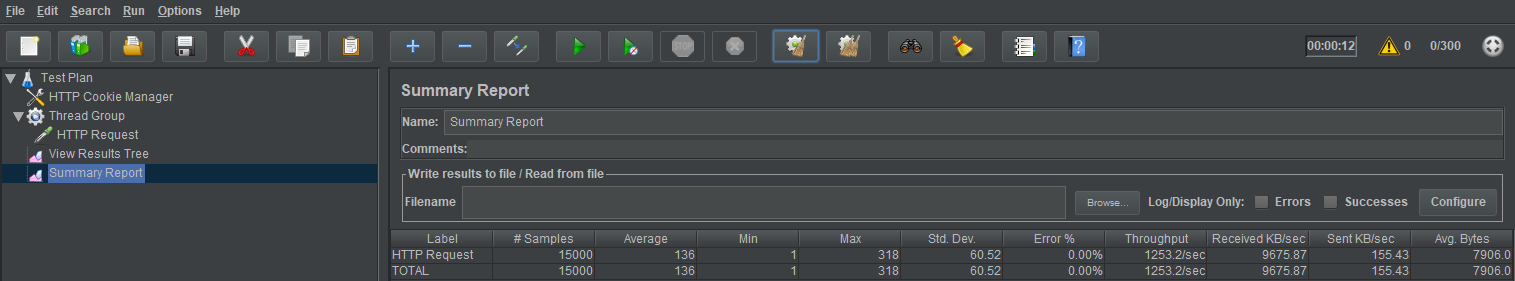 File Edit Search Run Options Help
STOP
00:00:12 0 0/300
Test Plan
HTTP Cookie Manager
Thread Group
HTTP Request
View Results Tree
Summary Report
Summary Report
Name: Summary Report
Comments:
Write results to file / Read from file
Filename Browse... Log/Display Only: Errors Successes Configure
Label # Samples Average Min Max Std. Dev. Error % Throughput Received KB/sec Sent KB/sec Avg. Bytes
HTTP Request 15000 136 1 318 60.52 0.00% 1253.2/sec 9675.87 155.43 7906.0
TOTAL 15000 136 1 318 60.52 0.00% 1253.2/sec 9675.87 155.43 7906.0